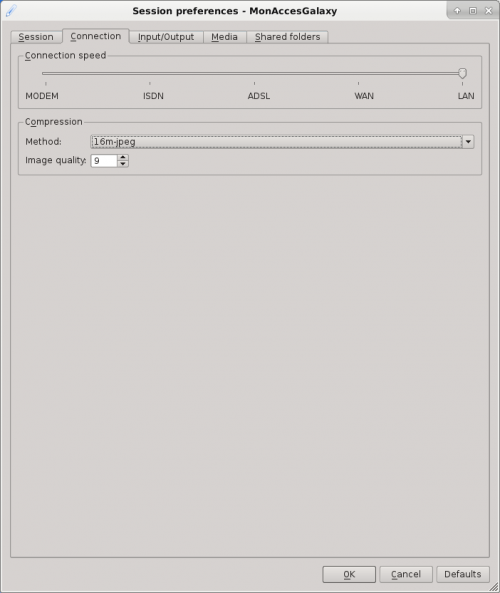 Session preferences - MonAccesGalaxy
Session Connection Input/Output Media Shared folders
Connection speed
MODEM ISDN ADSL WAN LAN
Compression
Method: 16m-jpeg
Image quality: 9
OK Cancel Defaults